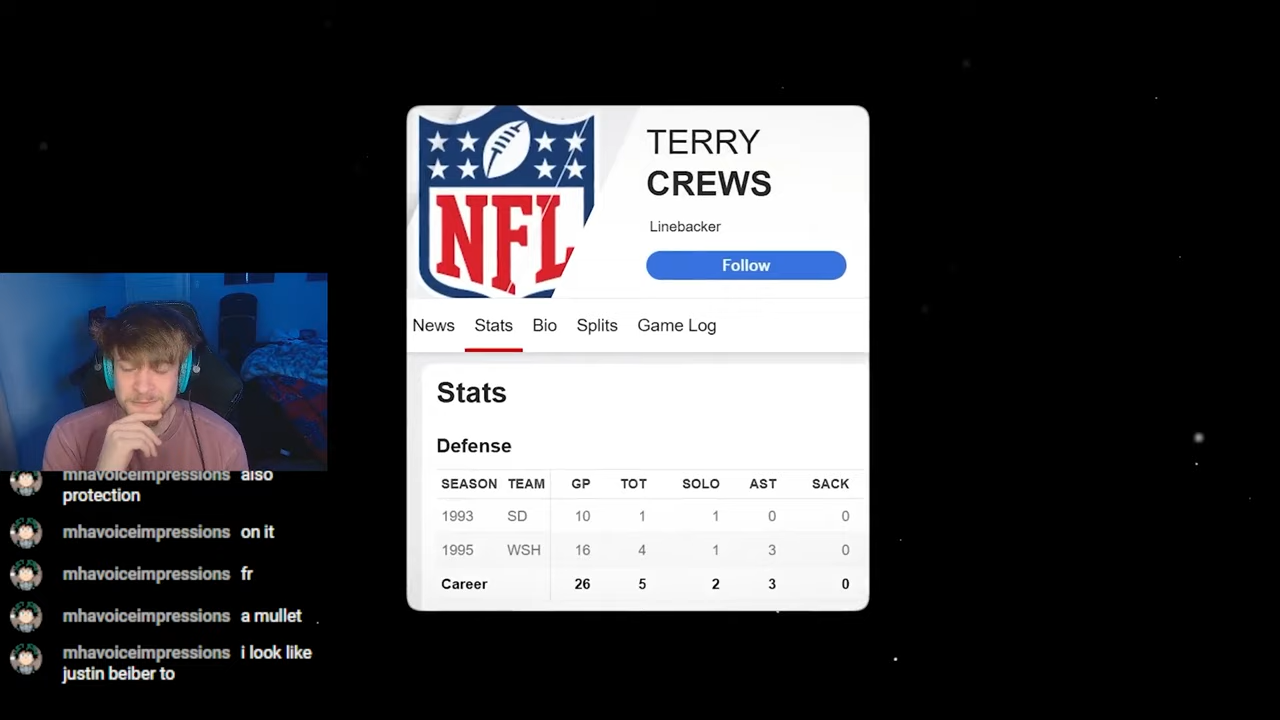 NFL
TERRY
CREWS
Linebacker
Follow
News Stats Bio Splits Game Log
Stats
Defense
SEASON TEAM GP TOT SOLO AST SACK
1993 SD 10 1 1 0 0
1995 WSH 16 4 1 3 0
Career 26 5 2 3 0
mhavoiceimpressions also
protection
mhavoiceimpressions on it
mhavoiceimpressions fr
mhavoiceimpressions a mullet
mhavoiceimpressions i look like
justin beiber to